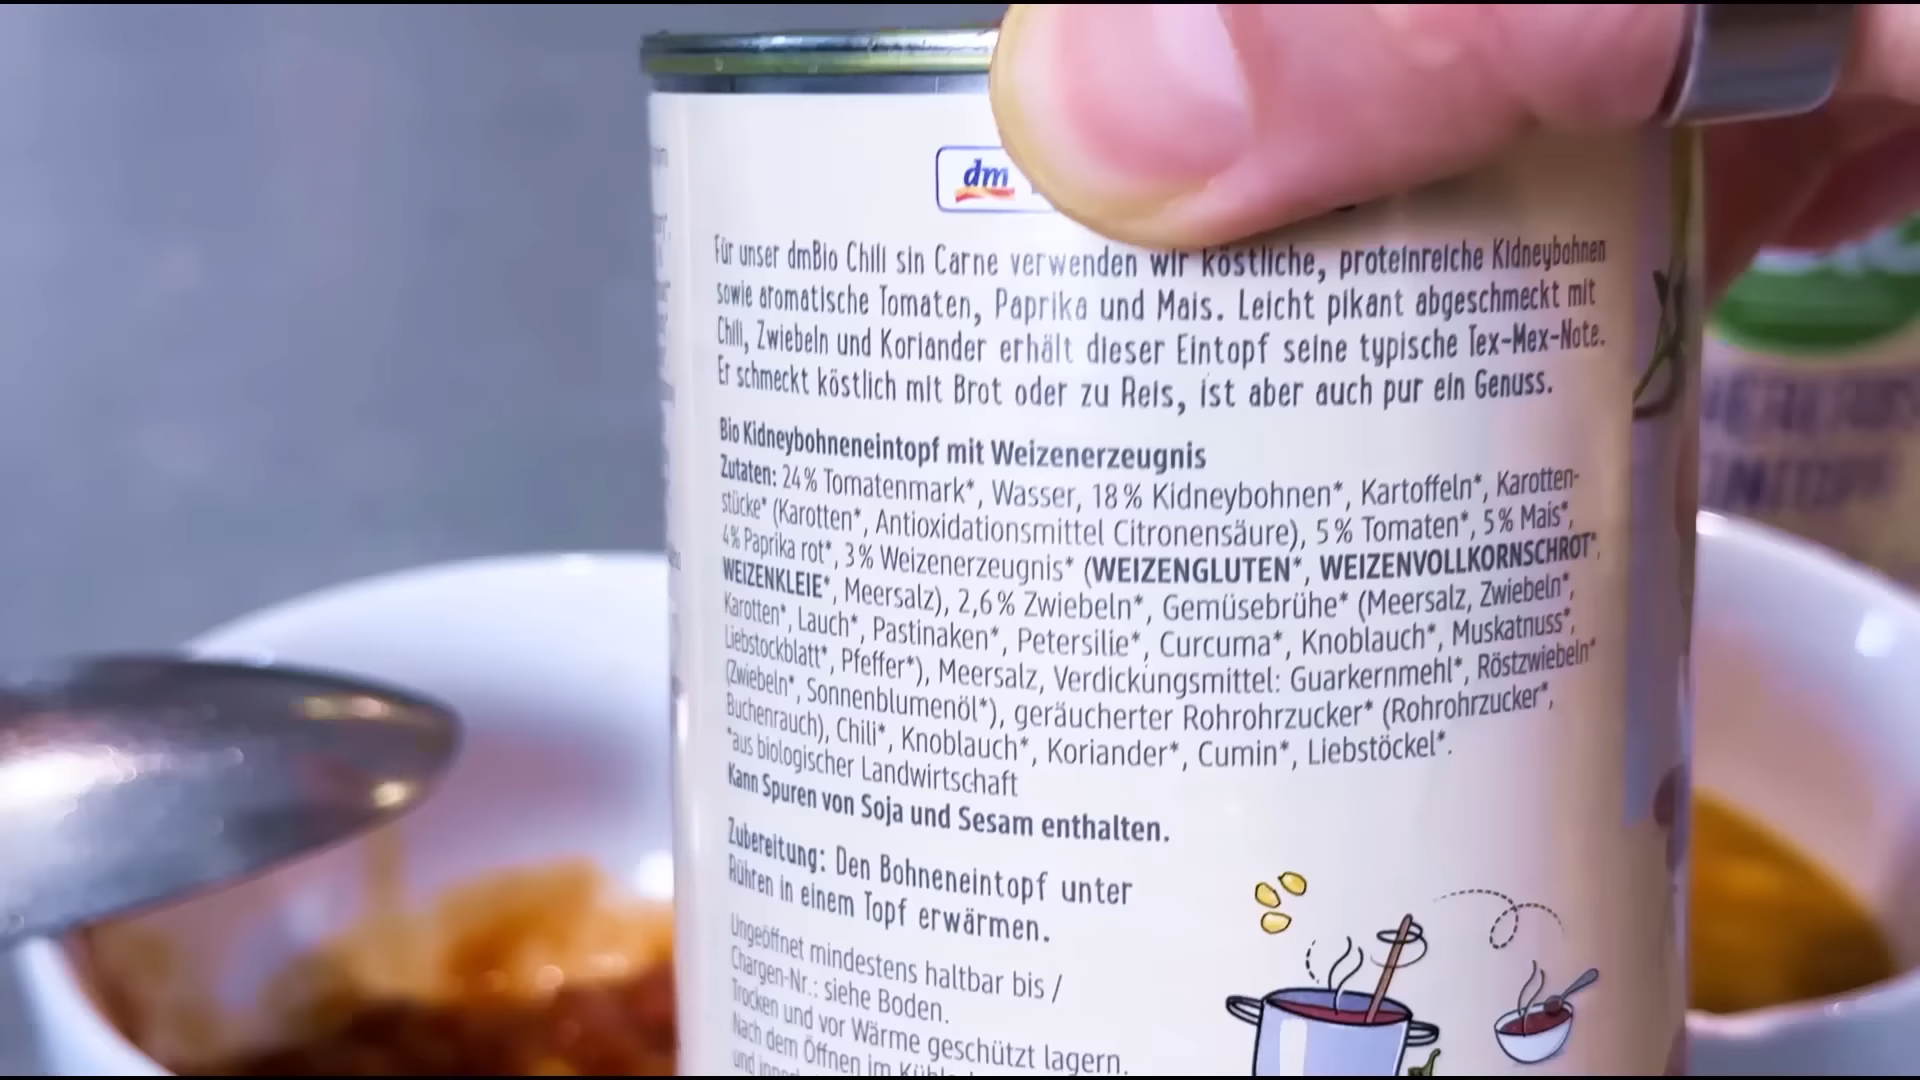 dm
Für unser dmBio Chili sin Carne verwenden wir köstliche, proteinreiche Kidneybohnen
sowie aromatische Tomaten, Paprika und Mais. Leicht pikant abgeschmeckt mit
Chili, Zwiebeln und Koriander erhält dieser Eintopf seine typische Tex-Mex-Note.
Er schmeckt köstlich mit Brot oder zu Reis, ist aber auch pur ein Genuss.
Bio Kidneybohneneintopf mit Weizenerzeugnis
Zutaten: 24% Tomatenmark*, Wasser, 18% Kidneybohnen*, Kartoffeln*, Karotten-
stücke* (Karotten*, Antioxidationsmittel Citronensäure), 5% Tomaten*, 5% Mais*,
4% Paprika rot*, 3% Weizenerzeugnis* (WEIZENGLUTEN*, WEIZENVOLLKORNSCHROT*,
WEIZENKLEIE*, Meersalz), 2,6% Zwiebeln*, Gemüsebrühe* (Meersalz, Zwiebeln*,
Karotten*, Lauch*, Pastinaken*, Petersilie*, Curcuma*, Knoblauch*, Muskatnuss*,
Liebstockblatt*, Pfeffer*), Meersalz, Verdickungsmittel: Guarkernmehl*, Röstzwiebeln*
(Zwiebeln*, Sonnenblumenöl*), geräucherter Rohrohrzucker* (Rohrohrzucker*,
Buchenrauch), Chili*, Knoblauch*, Koriander*, Cumin*, Liebstöckel*.
*aus biologischer Landwirtschaft
Kann Spuren von Soja und Sesam enthalten.
Zubereitung: Den Bohneneintopf unter
Rühren in einem Topf erwärmen.
Ungeöffnet mindestens haltbar bis /
Chargen-Nr.: siehe Boden.
Trocken und vor Wärme geschützt lagern.
Nach dem Öffnen im
und